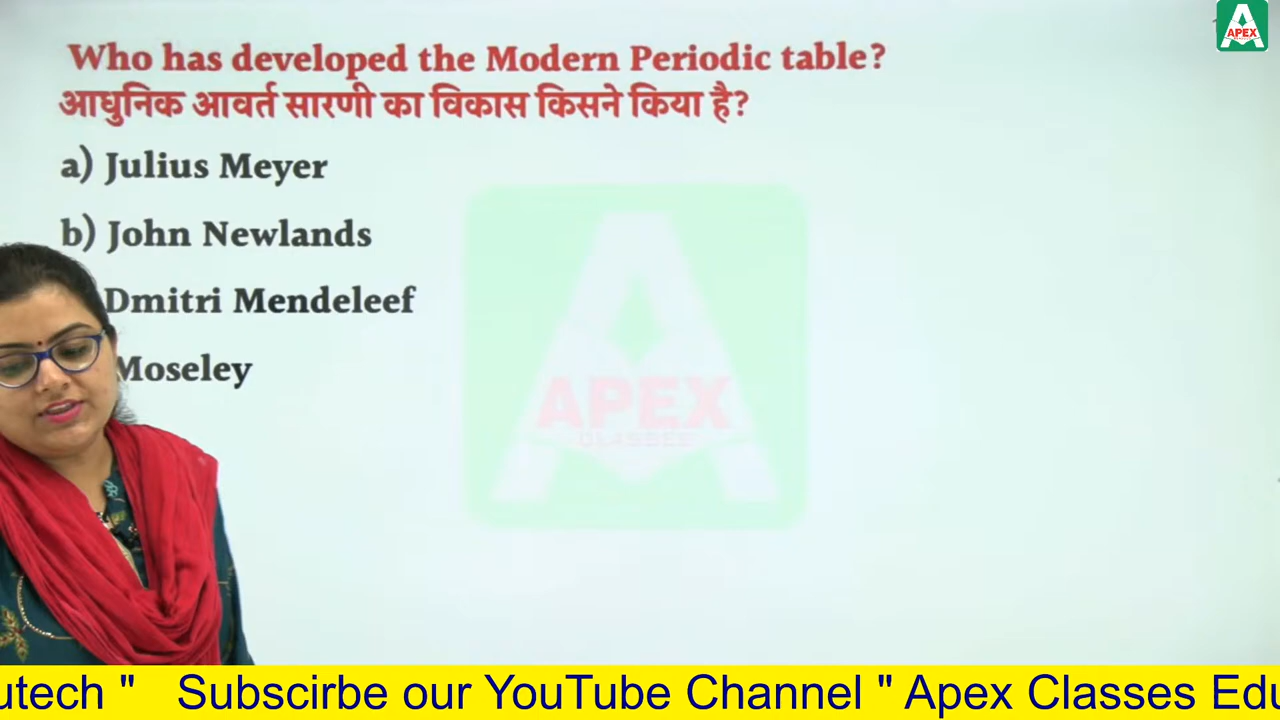 APEX
Who has developed the Modern Periodic table?
आधुनिक आवर्त सारणी का विकास किसने किया है?
a) Julius Meyer
b) John Newlands
Dmitri Mendeleef
Moseley
APEX
CLASSES
utech " Subscirbe our YouTube Channel " Apex Classes Edu